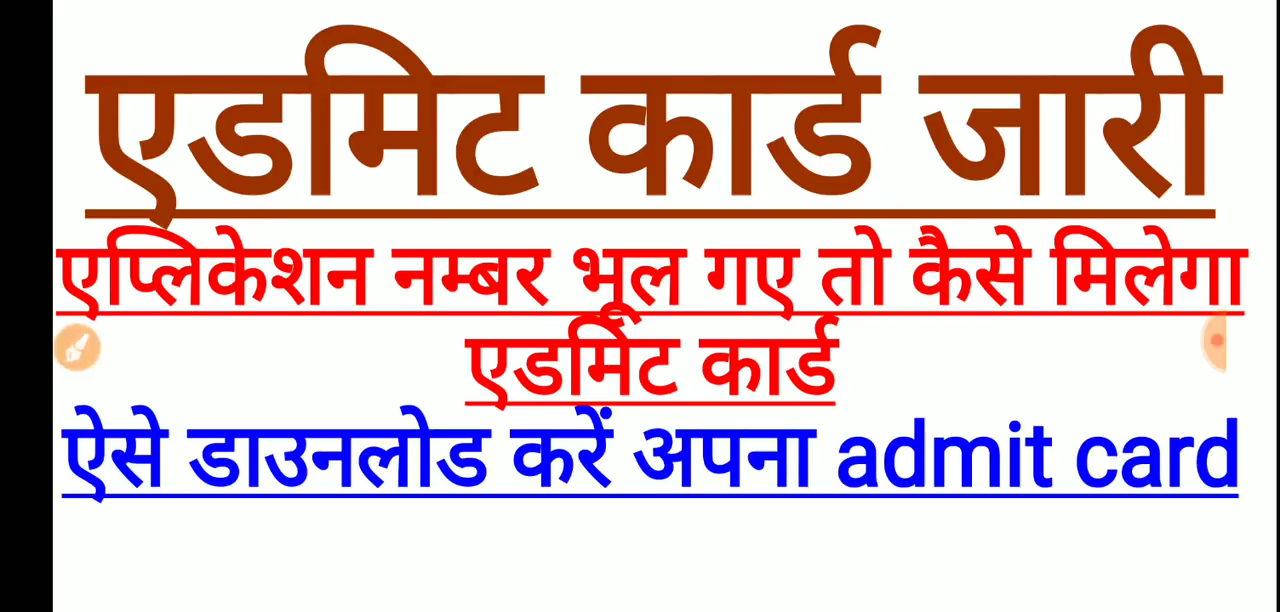 एडमिट कार्ड जारी
एप्लिकेशन नम्बर भूल गए तो कैसे मिलेगा
एडमिट कार्ड
ऐसे डाउनलोड करें अपना admit card